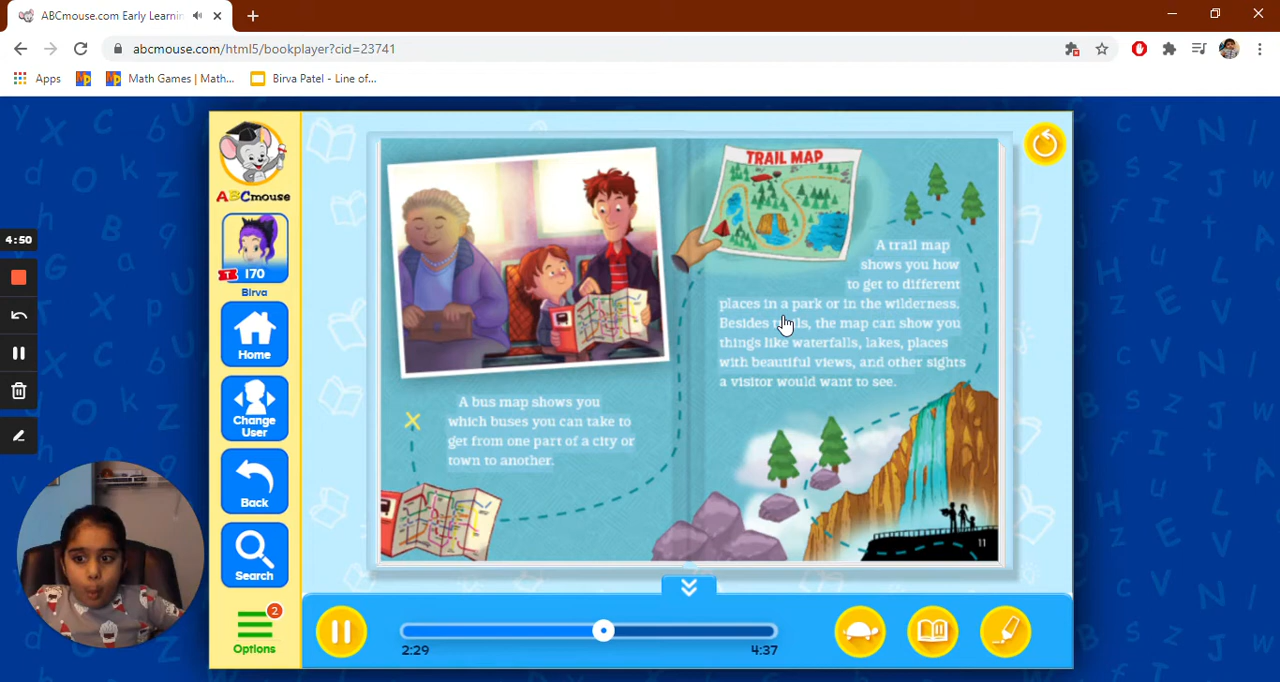 ABCmouse.com Early Learnin
abcmouse.com/html5/bookplayer?cid=23741
Apps
Math Games | Math...
Birva Patel - Line of...
4:50
ABCmouse
T 170
Birva
Home
Change
User
Back
Search
2
Options
A bus map shows you
which buses you can take to
get from one part of a city or
town to another.
TRAIL MAP
A trail map
shows you how
to get to different
places in a park or in the wilderness.
Besides trails, the map can show you
things like waterfalls, lakes, places
with beautiful views, and other sights
a visitor would want to see.
11
2:29
4:37